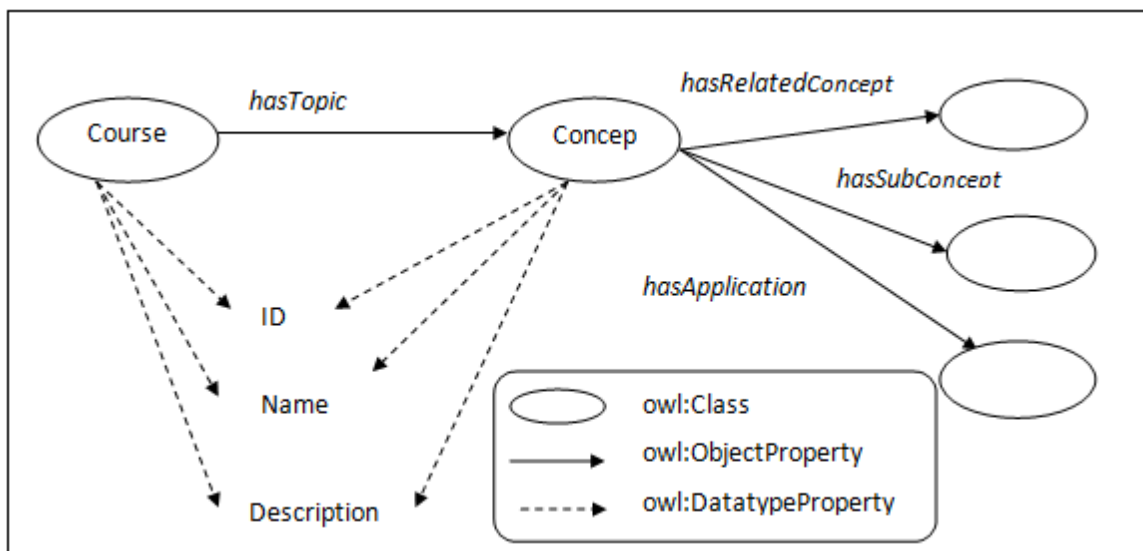 hasTopic
hasRelatedConcept
Course
Concep
hasSubConcept
hasApplication
ID
Name
Description
owl:Class
owl:ObjectProperty
owl:DatatypeProperty